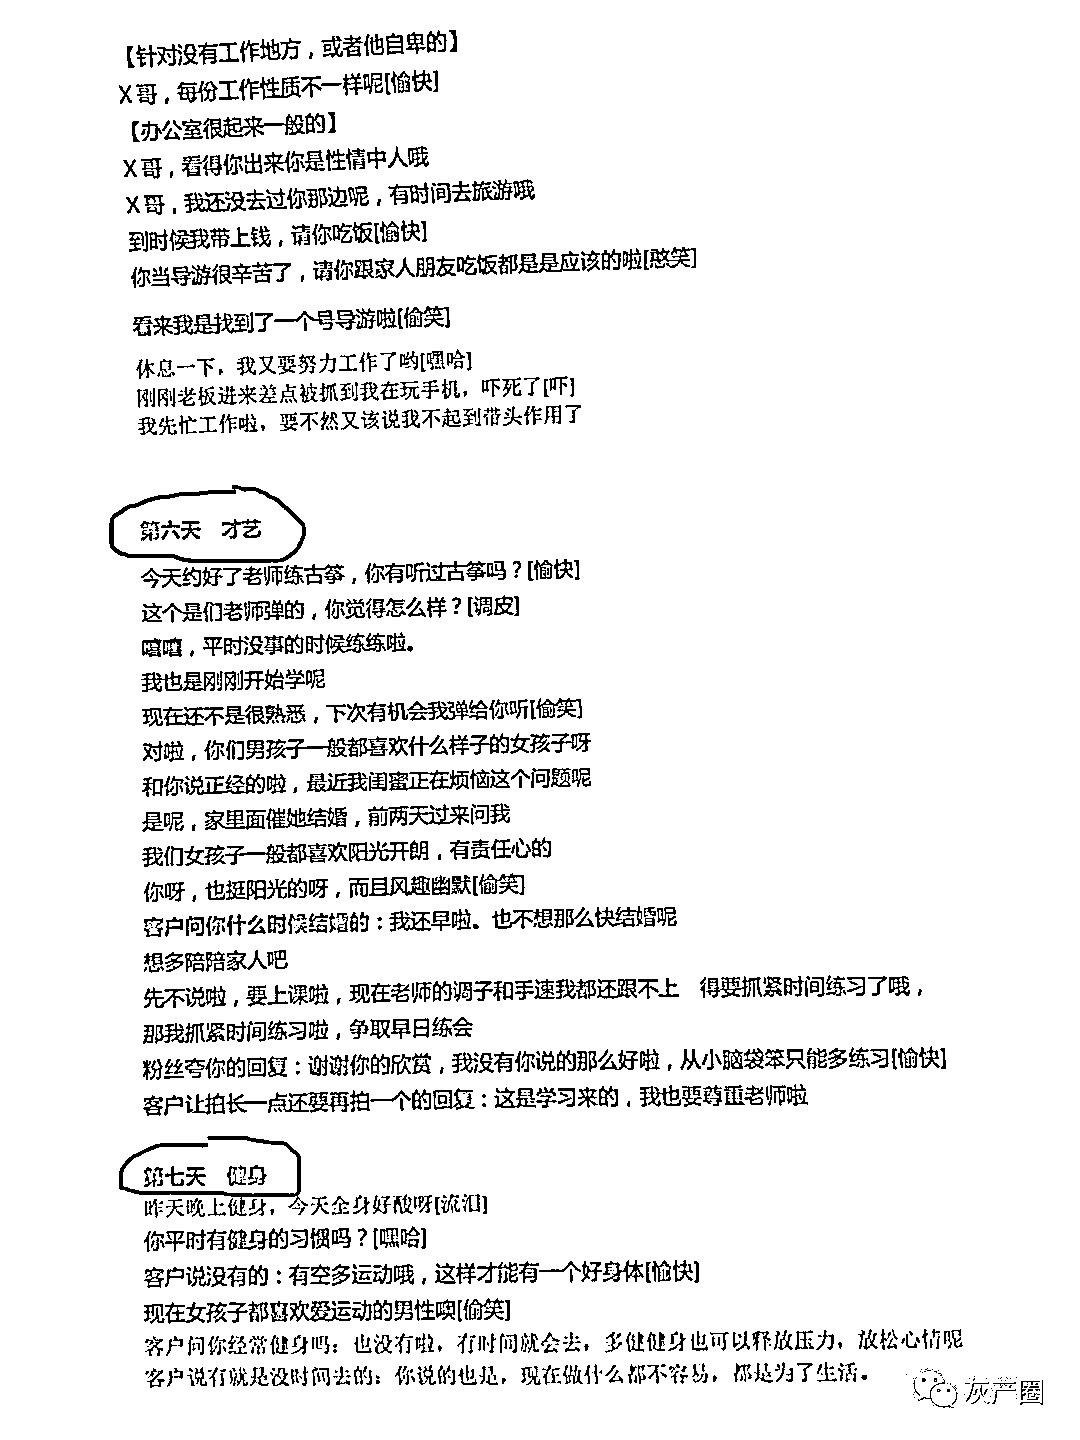 【针对没有工作地方，或者他自卑的】
X哥，每份工作性质不一样呢[愉快]
【办公室很起来一般的】
X哥，看得你出来你是性情中人哦
X哥，我还没去过你那边呢，有时间去旅游哦
到时候我带上钱，请你吃饭[愉快]
你当导游很辛苦了，请你跟家人朋友吃饭都是是应该的啦[憨笑]
看来我是找到了一个号导游啦[偷笑]
休息一下，我又要努力工作了哟[嘿哈]
刚刚老板进来差点被抓到我在玩手机，吓死了[吓]
我先忙工作啦，要不然又该说我不起到带头作用了
第六天 才艺
今天约好了老师练古筝，你有听过古筝吗？[愉快]
这个是们老师弹的，你觉得怎么样？[调皮]
嘻嘻，平时没事的时候练练啦。
我也是刚刚开始学呢
现在还不是很熟悉，下次有机会我弹给你听[偷笑]
对啦，你们男孩子一般都喜欢什么样子的女孩子呀
和你说正经的啦，最近我闺蜜正在烦恼这个问题呢
是呢，家里面催她结婚，前两天过来问我
我们女孩子一般都喜欢阳光开朗，有责任心的
你呀，也挺阳光的呀，而且风趣幽默[偷笑]
客户问你什么时候结婚的：我还早啦。也不想那么快结婚呢
想多陪陪家人吧
先不说啦，要上课啦，现在老师的调子和手速我都还跟不上 得要抓紧时间练习了哦，
那我抓紧时间练习啦，争取早日练会
粉丝夸你的回复：谢谢你的欣赏，我没有你说的那么好啦，从小脑袋笨只能多练习[愉快]
客户让拍长一点还要再拍一个的回复：这是学习来的，我也要尊重老师啦
第七天 健身
昨天晚上健身，今天全身好酸呀[流泪]
你平时有健身的习惯吗？[嘿哈]
客户说没有的：有空多运动哦，这样才能有一个好身体[愉快]
现在女孩子都喜欢爱运动的男性噢[偷笑]
客户问你经常健身吗：也没有啦，有时间就会去，多健健身也可以释放压力，放松心情呢
客户说有就是没时间去的：你说的也是，现在做什么都不容易，都是为了生活。
灰产圈